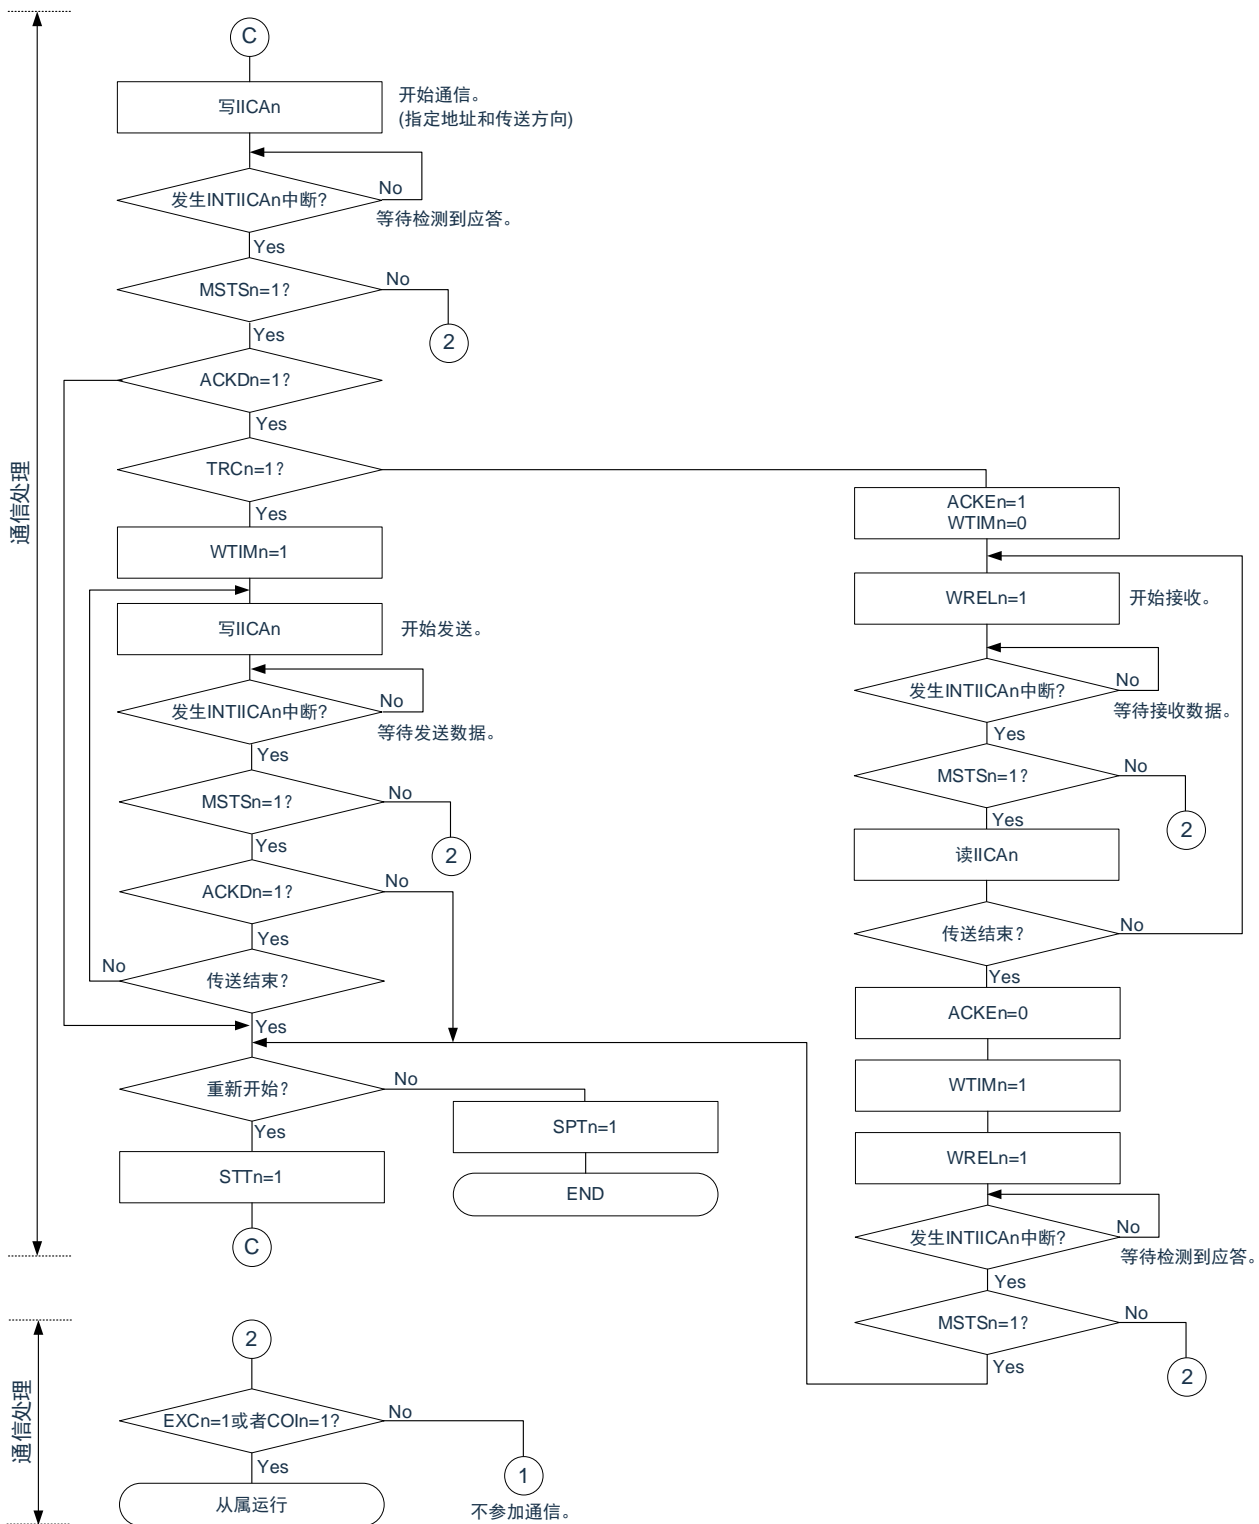 C
写IICAn
开始通信。
(指定地址和传送方向)
发生INTIICAn中断?
No
等待检测到应答。
Yes
MSTSn=1?
No
2
Yes
ACKDn=1?
Yes
TRCn=1?
Yes
WTIMn=1
写IICAn
开始发送。
发生INTIICAn中断?
No
等待发送数据。
Yes
MSTSn=1?
No
2
Yes
ACKDn=1?
No
Yes
No
传送结束?
Yes
重新开始?
No
Yes
STTn=1
C
SPTn=1
END
ACKEn=1
WTIMn=0
WRELn=1
开始接收。
发生INTIICAn中断?
No
等待接收数据。
Yes
MSTSn=1?
No
2
Yes
读IICAn
传送结束?
No
Yes
ACKEn=0
WTIMn=1
WRELn=1
发生INTIICAn中断?
No
等待检测到应答。
Yes
MSTSn=1?
No
2
Yes
通信处理
2
EXCn=1或者COIn=1?
No
1
不参加通信。
Yes
从属运行
通信处理